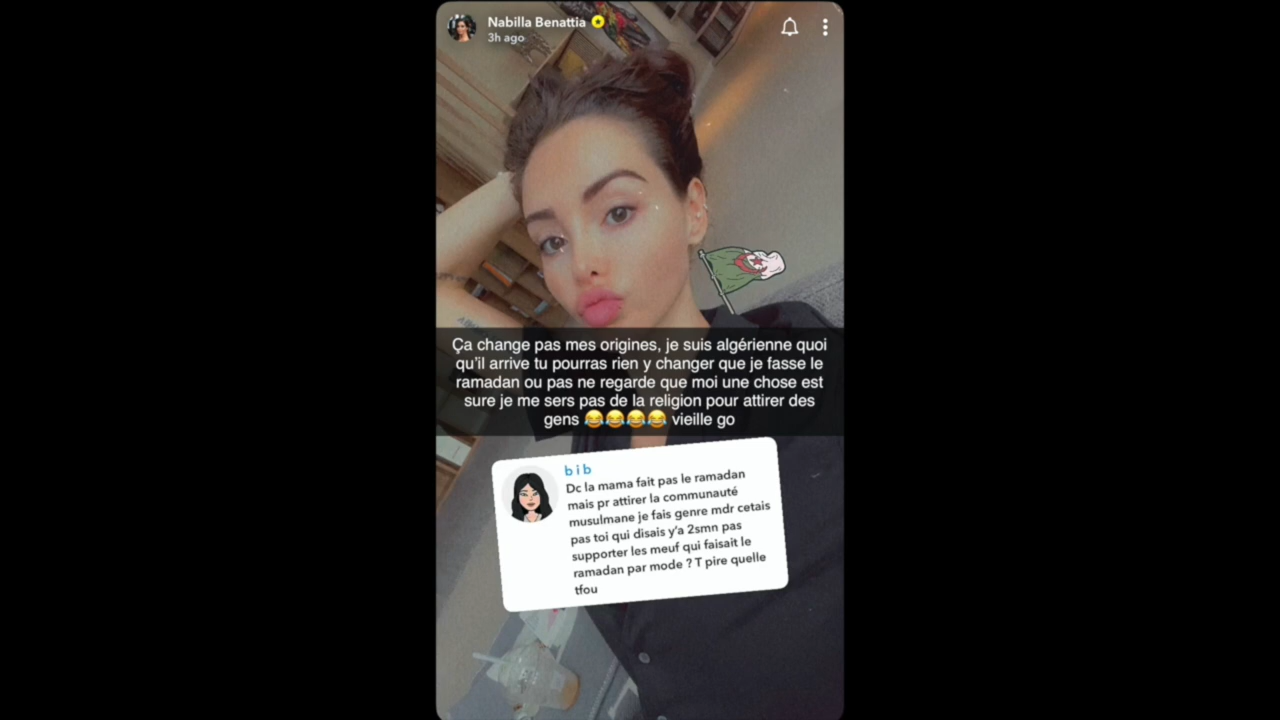 Nabilla Benattia
3h ago
Ça change pas mes origines, je suis algérienne quoi
qu'il arrive tu pourras rien y changer que je fasse le
ramadan ou pas ne regarde que moi une chose est
sure je me sers pas de la religion pour attirer des
gens 😂😂😂😂 vieille go
bib
Dc la mama fait pas le ramadan
mais pr attirer la communauté
musulmane je fais genre mdr cetais
pas toi qui disais y'a 2smn pas
supporter les meuf qui faisait le
ramadan par mode ? T pire quelle
tfou